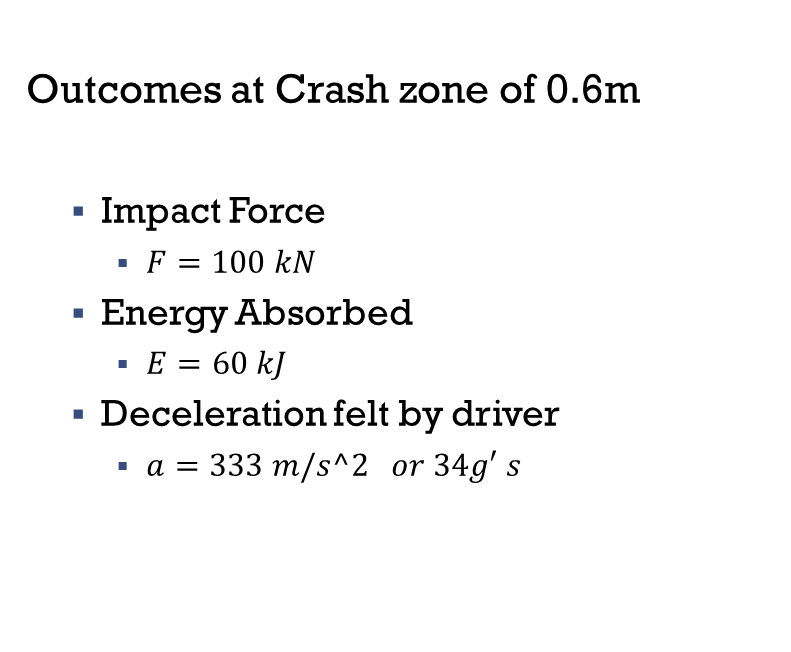 Outcomes at Crash zone of 0.6m
▪ Impact Force
▪ F = 100 kN
▪ Energy Absorbed
▪ E = 60 kJ
▪ Deceleration felt by driver
▪ a = 333 m/s^2 or 34g′ s